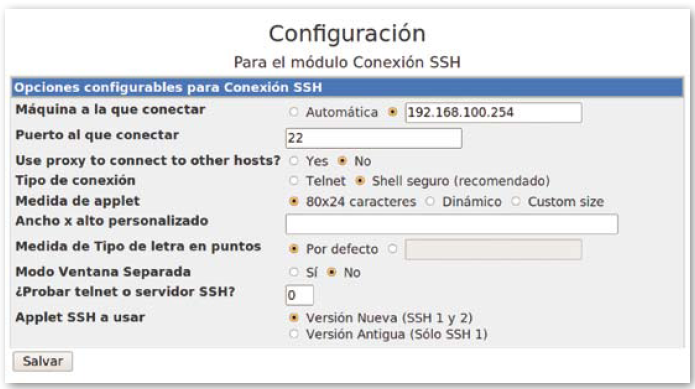 Configuración
Para el módulo Conexión SSH
Opciones configurables para Conexión SSH
Máquina a la que conectar Automática 192.168.100.254
Puerto al que conectar 22
Use proxy to connect to other hosts? Yes No
Tipo de conexión Telnet Shell seguro (recomendado)
Medida de applet 80x24 caracteres Dinámico Custom size
Ancho x alto personalizado
Medida de Tipo de letra en puntos Por defecto
Modo Ventana Separada Sí No
¿Probar telnet o servidor SSH? 0
Applet SSH a usar Versión Nueva (SSH 1 y 2)
Versión Antigua (Sólo SSH 1)
Salvar